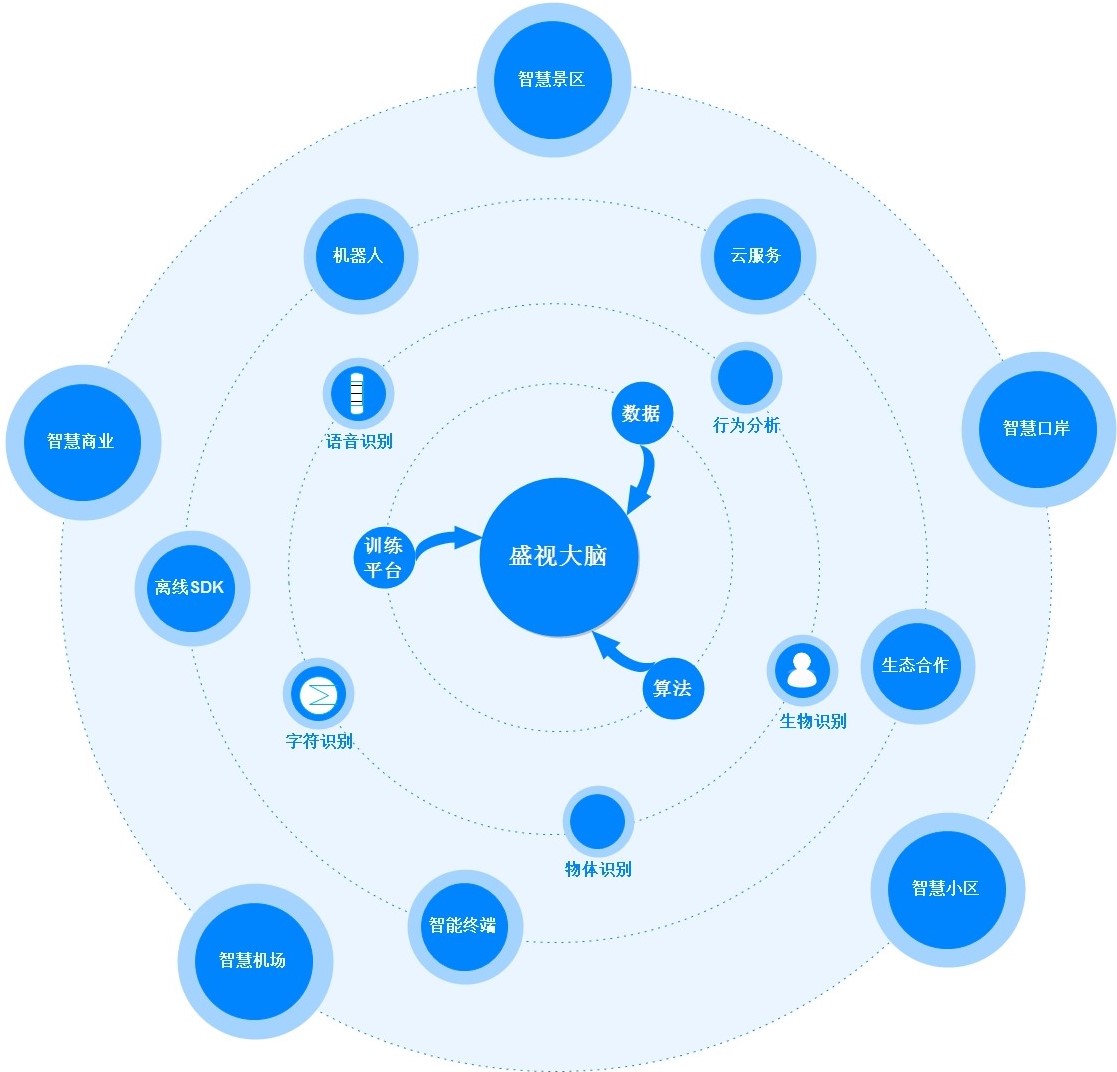 智慧景区
机器人
云服务
语音识别
数据
行为分析
智慧商业
智慧口岸
训练
平台
盛视大脑
离线SDK
算法
生态合作
生物识别
字符识别
物体识别
智慧小区
智能终端
智慧机场